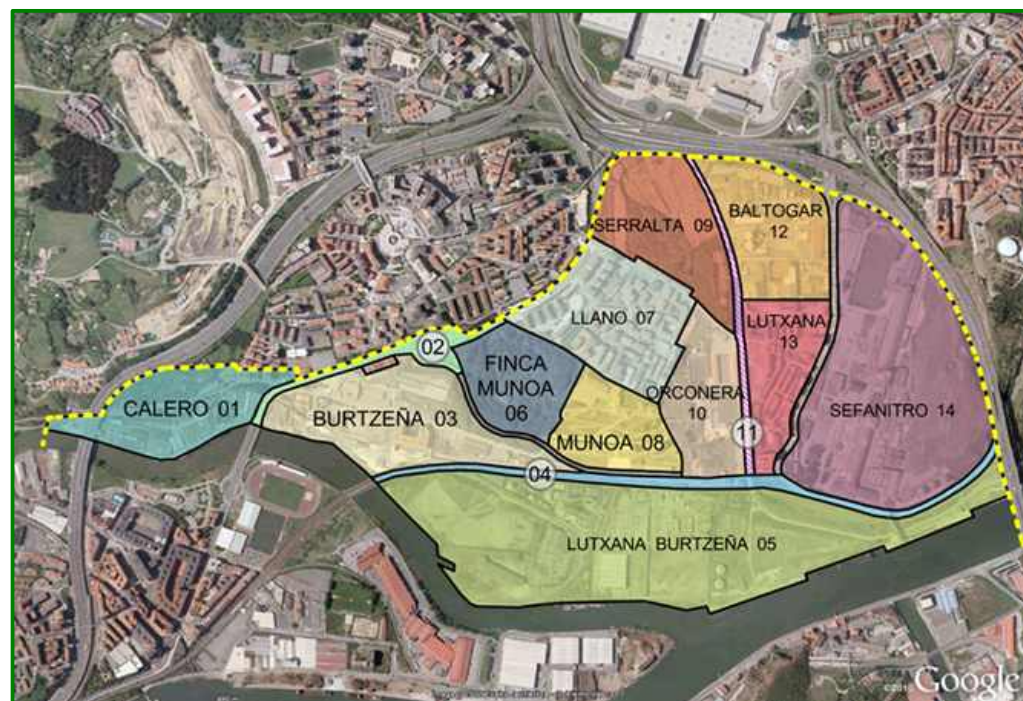 SERRALTA 09
BALTOGAR
12
LLANO 07
LUTXANA
13
02
FINCA
MUNOA
06
ORCONERA
10
CALERO 01
BURTZEÑA 03
SEFANITRO 14
MUNOA 08
11
04
LUTXANA BURTZEÑA 05
Google